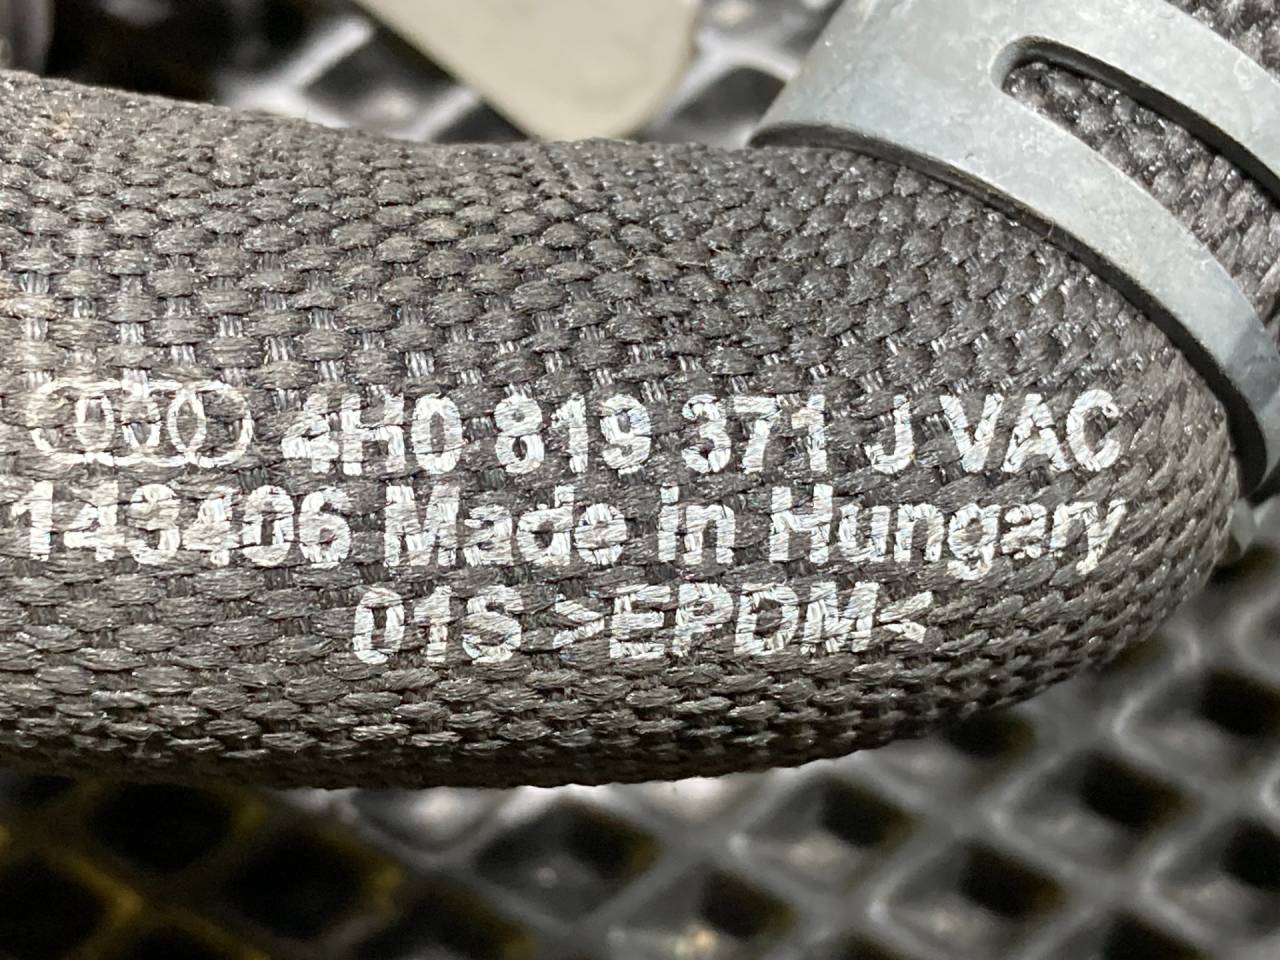 4H0 819 371 J VAC
143406 Made in Hungary
01S >EPDM<